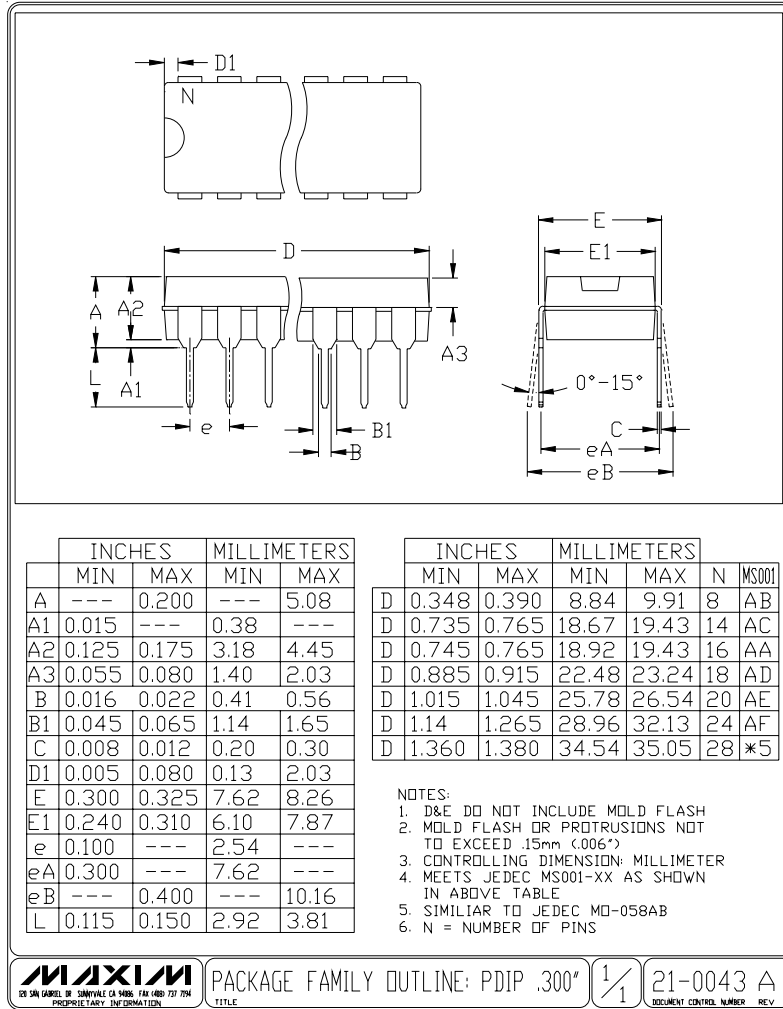 D1
N
D
E
E1
A
A2
A3
L
A1
0°-15°
e
B1
B
C
eA
eB
INCHES MILLIMETERS
MIN MAX MIN MAX
A --- 0.200 --- 5.08
A1 0.015 --- 0.38 ---
A2 0.125 0.175 3.18 4.45
A3 0.055 0.080 1.40 2.03
B 0.016 0.022 0.41 0.56
B1 0.045 0.065 1.14 1.65
C 0.008 0.012 0.20 0.30
D1 0.005 0.080 0.13 2.03
E 0.300 0.325 7.62 8.26
E1 0.240 0.310 6.10 7.87
e 0.100 --- 2.54 ---
eA 0.300 --- 7.62 ---
eB --- 0.400 --- 10.16
L 0.115 0.150 2.92 3.81
INCHES MILLIMETERS
MIN MAX MIN MAX N MS001
D 0.348 0.390 8.84 9.91 8 AB
D 0.735 0.765 18.67 19.43 14 AC
D 0.745 0.765 18.92 19.43 16 AA
D 0.885 0.915 22.48 23.24 18 AD
D 1.015 1.045 25.78 26.54 20 AE
D 1.14 1.265 28.96 32.13 24 AF
D 1.360 1.380 34.54 35.05 28 *5
NOTES:
1. D&E DO NOT INCLUDE MOLD FLASH
2. MOLD FLASH OR PROTRUSIONS NOT
TO EXCEED .15mm (.006")
3. CONTROLLING DIMENSION: MILLIMETER
4. MEETS JEDEC MS001-XX AS SHOWN
IN ABOVE TABLE
5. SIMILIAR TO JEDEC MO-058AB
6. N = NUMBER OF PINS
MAXIM
120 SAN GABRIEL DR SUNNYVALE CA 94086 FAX (408) 737 7194
PROPRIETARY INFORMATION
PACKAGE FAMILY OUTLINE: PDIP .300"
TITLE
1/1
21-0043 A
DOCUMENT CONTROL NUMBER REV